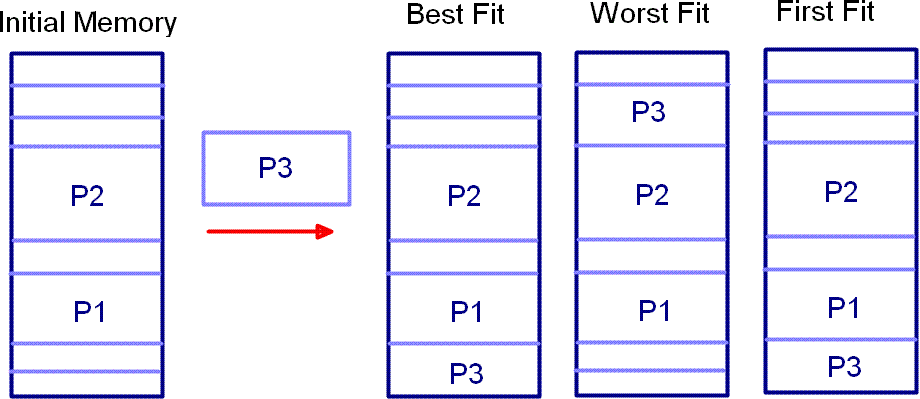 Initial Memory
Best Fit
Worst Fit
First Fit
P3
P3
P2
P2
P2
P2
P1
P1
P1
P1
P3
P3